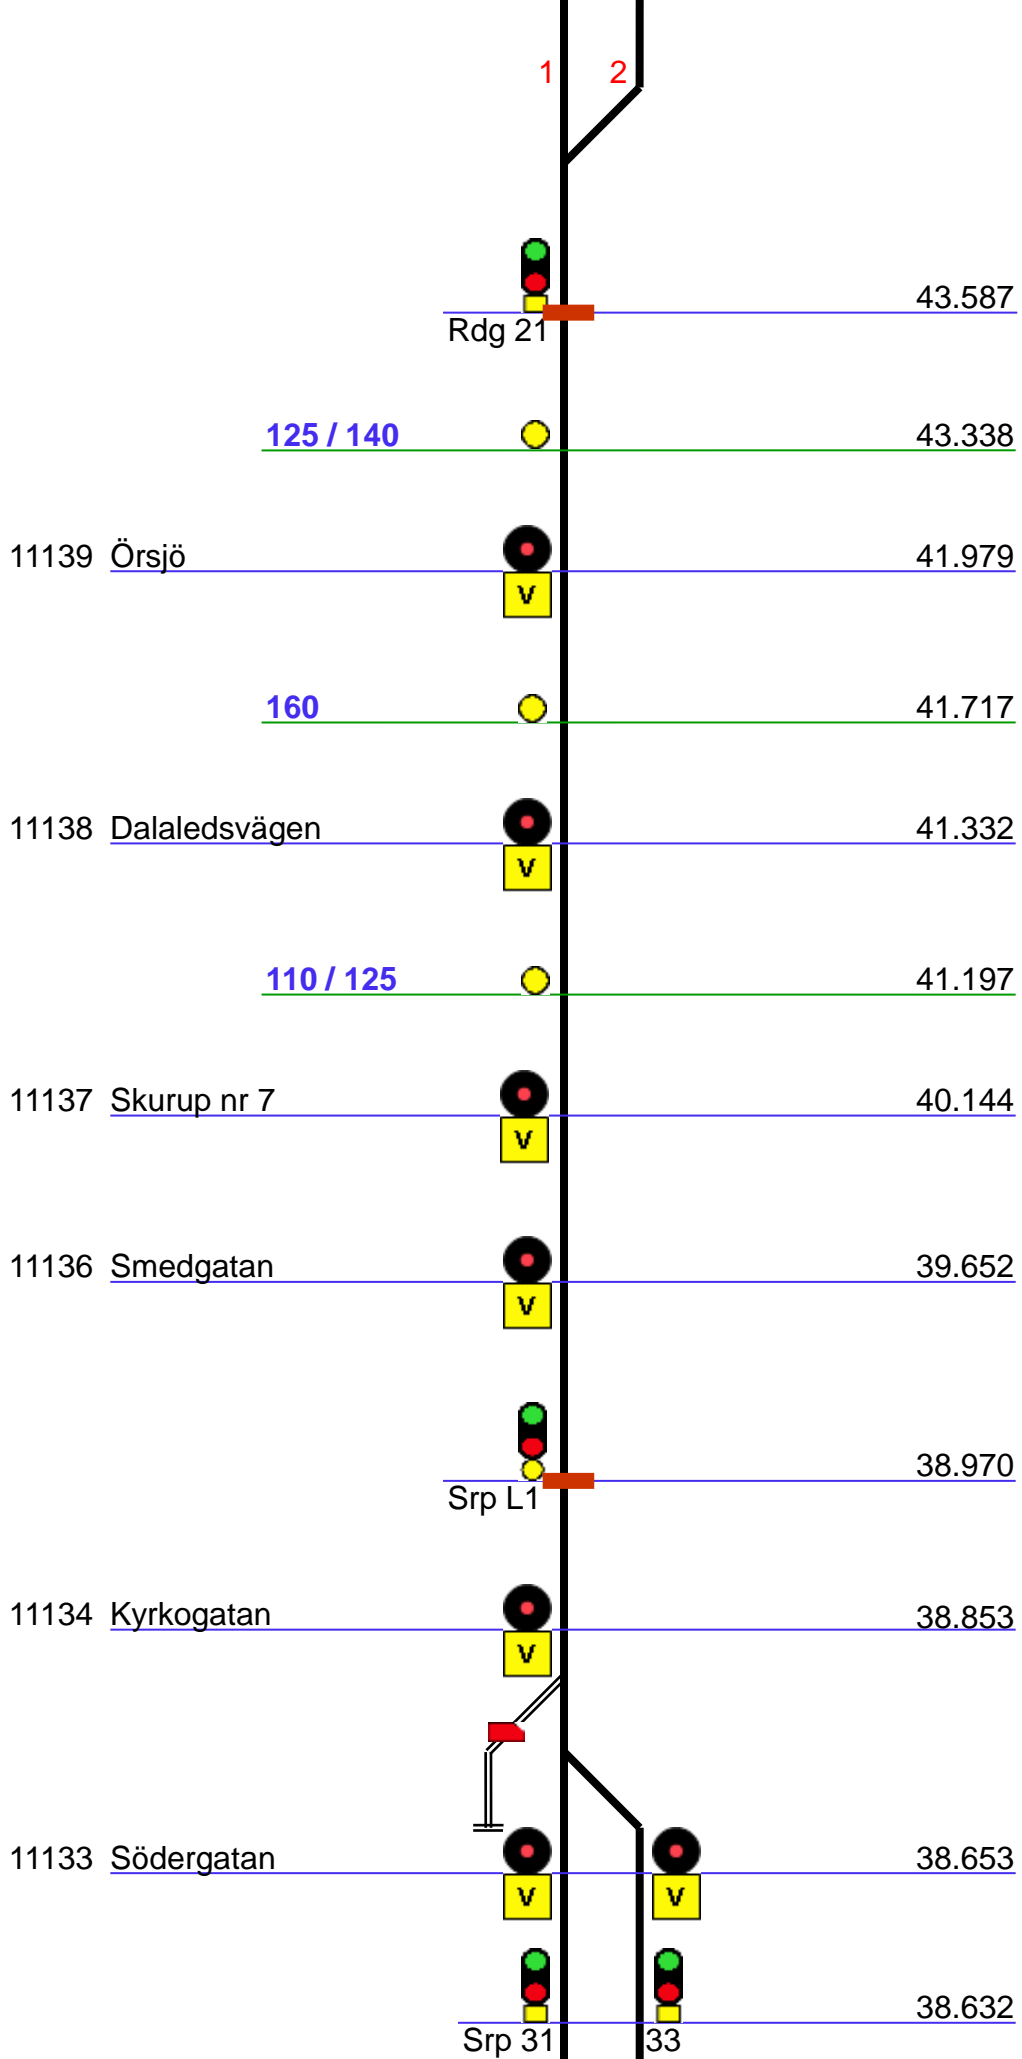 1 2
43.587
Rdg 21
125 / 140 43.338
11139 Örsjö 41.979
V
160 41.717
11138 Dalaledsvägen 41.332
V
110 / 125 41.197
11137 Skurup nr 7 40.144
V
11136 Smedgatan 39.652
V
38.970
Srp L1
11134 Kyrkogatan 38.853
V
11133 Södergatan 38.653
V V
38.632
Srp 31 33